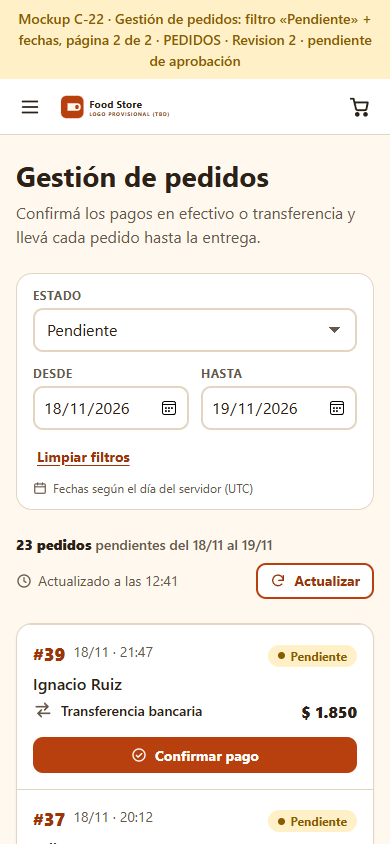 Mockup C-22 · Gestión de pedidos: filtro «Pendiente» +
fechas, página 2 de 2 · PEDIDOS · Revision 2 · pendiente
de aprobación
Food Store
LOGO PROVISIONAL (TBD)
Gestión de pedidos
Confirmá los pagos en efectivo o transferencia y
llevá cada pedido hasta la entrega.
ESTADO
Pendiente
DESDE
HASTA
18/11/2026
19/11/2026
Limpiar filtros
Fechas según el día del servidor (UTC)
23 pedidos pendientes del 18/11 al 19/11
Actualizado a las 12:41
Actualizar
#39 18/11 · 21:47
Pendiente
Ignacio Ruiz
Transferencia bancaria
$ 1.850
Confirmar pago
#37 18/11 · 20:12
Pendiente